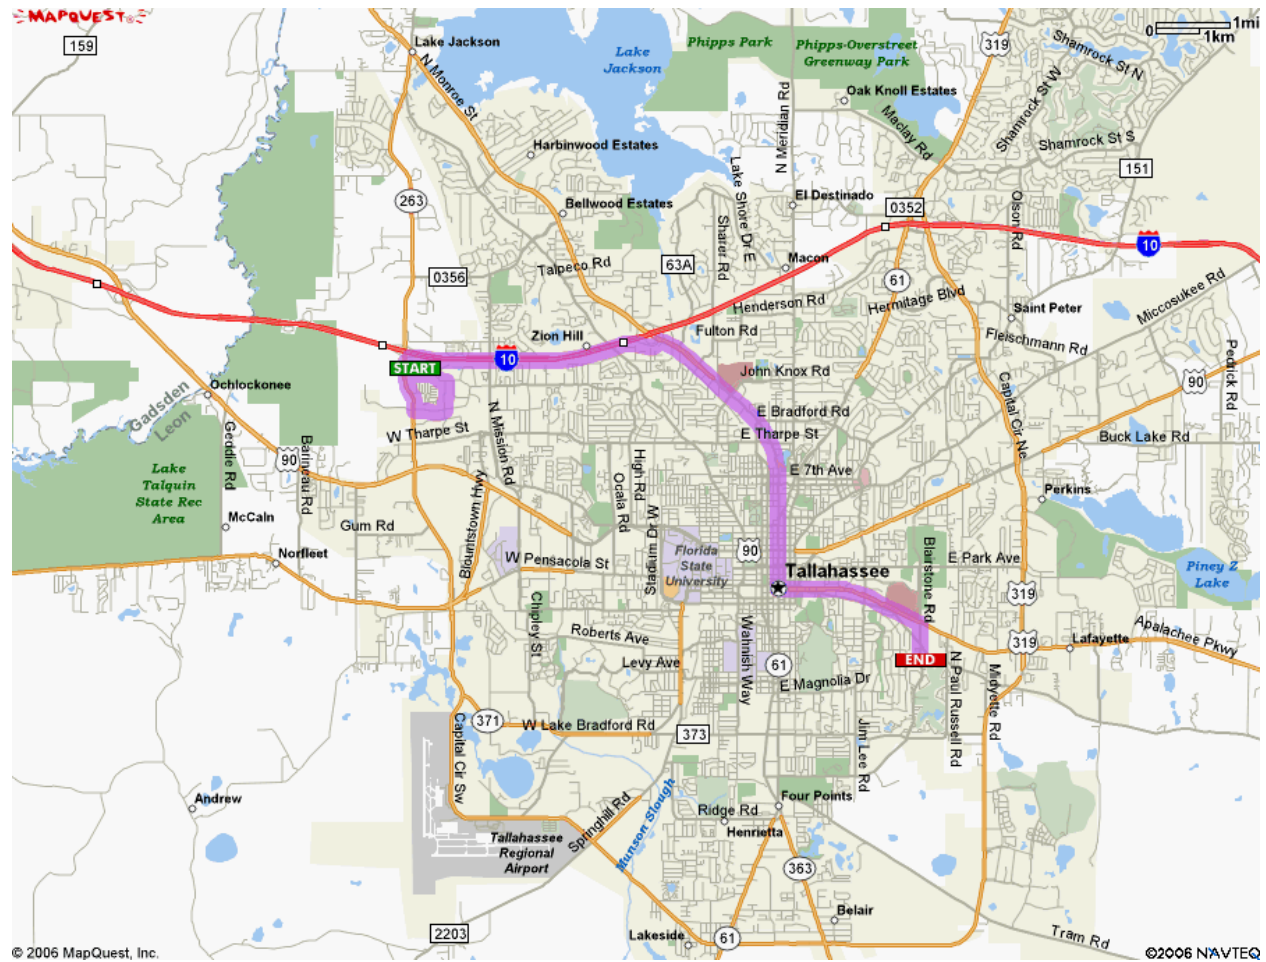 MAPQUEST
159
Lake Jackson
Lake
Jackson
Phipps Park
Phipps-Overstreet
Greenway Park
319
1mi
0
1km
Shamrock St N
N Monroe St
Oak Knoll Estates
N Meridian Rd
Maclay Rd
Shamrock St W
Shamrock St S
Harbinwood Estates
151
Lake Shore Dr E
El Destinado
0352
Olson Rd
263
Bellwood Estates
Sharer Rd
10
Talpeco Rd
63A
Macon
0356
61
Henderson Rd
Hermitage Blvd
Miccosukee Rd
Saint Peter
Zion Hill
Fulton Rd
Fleischmann Rd
START
10
John Knox Rd
Pedrick Rd
90
Ochlockonee
Gadsden
Leon
Capital Cir Ne
N Mission Rd
E Bradford Rd
W Tharpe St
E Tharpe St
Buck Lake Rd
Geddie Rd
Barineau Rd
90
Lake
Talquin
State Rec
Area
High Rd
Ocala Rd
E 7th Ave
Perkins
McCaln
Gum Rd
Blountstown Hwy
Stadium Dr W
Norfleet
W Pensacola St
Florida
State
University
90
Blairstone Rd
E Park Ave
Tallahassee
Piney Z
Lake
319
Chipley St
Wahnish Way
Roberts Ave
Apalachee Pkwy
319
Lafayette
Levy Ave
61
END
N Paul Russell Rd
Midyette Rd
E Magnolia Dr
371
Capital Cir Sw
W Lake Bradford Rd
373
Jim Lee Rd
Andrew
Springhill Rd
Munson Slough
Four Points
Ridge Rd
Henrietta
Tallahassee
Regional
Airport
363
Belair
2203
Lakeside
61
Tram Rd
© 2006 MapQuest, Inc.
©2006 NAVTEQ